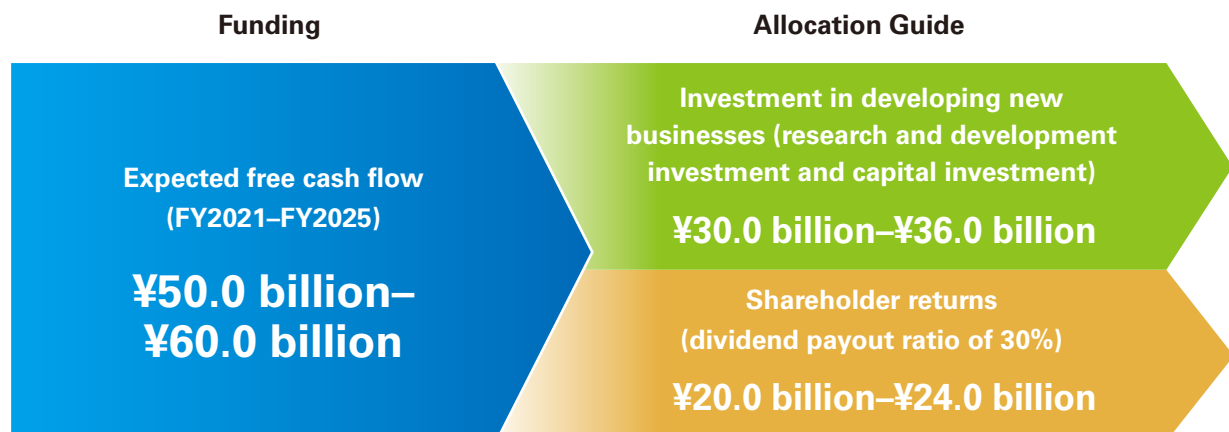 Funding
Allocation Guide
Expected free cash flow
(FY2021–FY2025)
¥50.0 billion–
¥60.0 billion
Investment in developing new
businesses (research and development
investment and capital investment)
¥30.0 billion–¥36.0 billion
Shareholder returns
(dividend payout ratio of 30%)
¥20.0 billion–¥24.0 billion